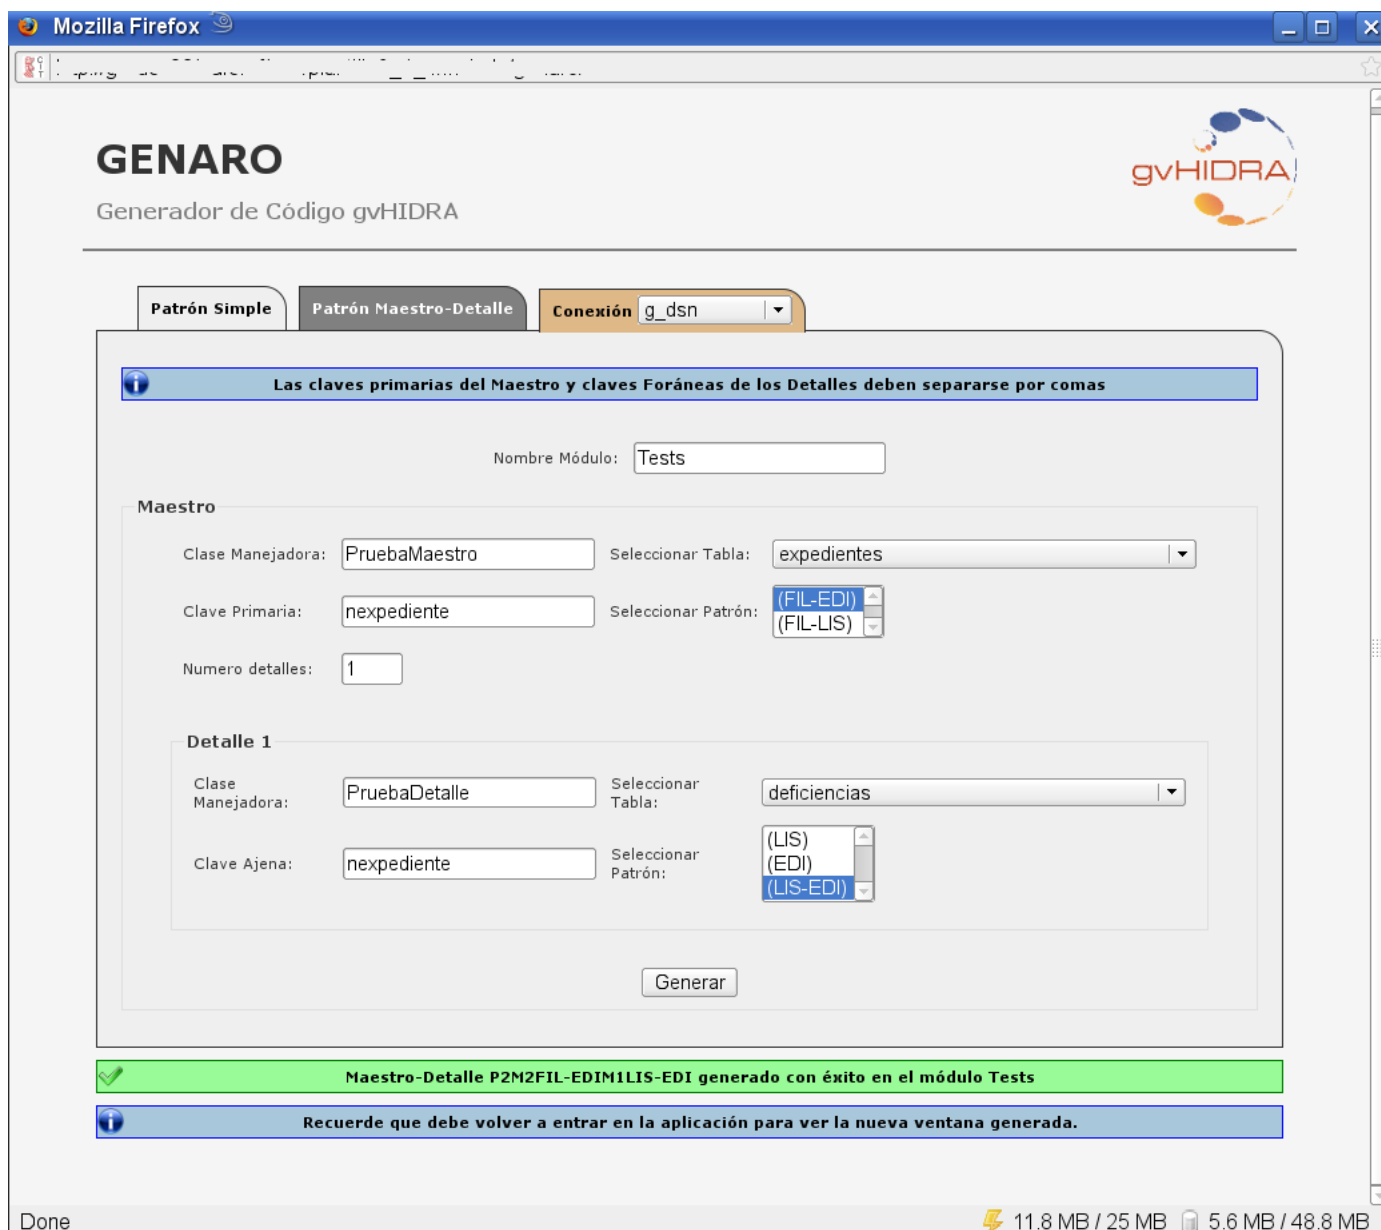 Mozilla Firefox
GENARO
gvHIDRA
Generador de Código gvHIDRA
Patrón Simple
Patrón Maestro-Detalle
Conexión g_dsn
Las claves primarias del Maestro y claves Foráneas de los Detalles deben separarse por comas
Nombre Módulo: Tests
Maestro
Clase Manejadora: PruebaMaestro Seleccionar Tabla: expedientes
Clave Primaria: nexpediente Seleccionar Patrón: (FIL-EDI)
(FIL-LIS)
Numero detalles: 1
Detalle 1
Clase
Manejadora: PruebaDetalle Seleccionar
Tabla: deficiencias
Clave Ajena: nexpediente Seleccionar
Patrón: (LIS)
(EDI)
(LIS-EDI)
Generar
Maestro-Detalle P2M2FIL-EDIM1LIS-EDI generado con éxito en el módulo Tests
Recuerde que debe volver a entrar en la aplicación para ver la nueva ventana generada.
Done 11.8 MB / 25 MB 5.6 MB / 48.8 MB